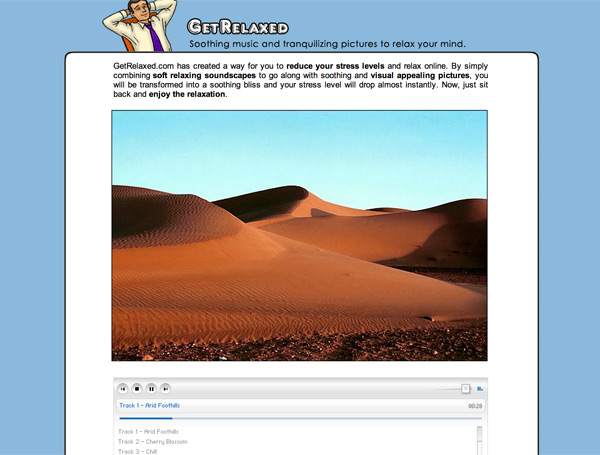 GetRelaxed
Soothing music and tranquilizing pictures to relax your mind.
GetRelaxed.com has created a way for you to reduce your stress levels and relax online. By simply
combining soft relaxing soundscapes to go along with soothing and visual appealing pictures, you
will be transformed into a soothing bliss and your stress level will drop almost instantly. Now, just sit
back and enjoy the relaxation.
Track 1 - Arid Foothills 00:28
Track 1 - Arid Foothills
Track 2 - Cherry Blossom
Track 3 - Chill